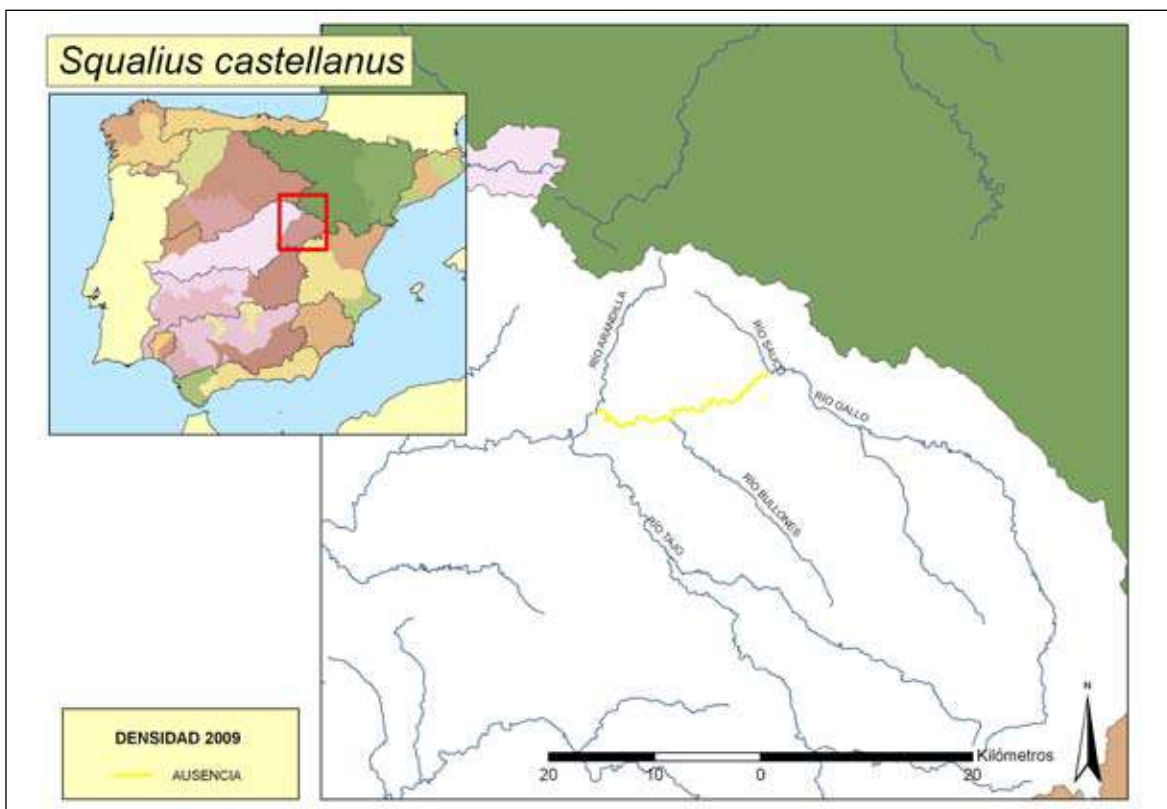 Squalius castellanus
RÍO ARANDILLA
RÍO SAUCO
RÍO GALLO
RÍO BULLONES
RÍO TAJO
DENSIDAD 2009
AUSENCIA
N
Kilómetros
20 10 0 20